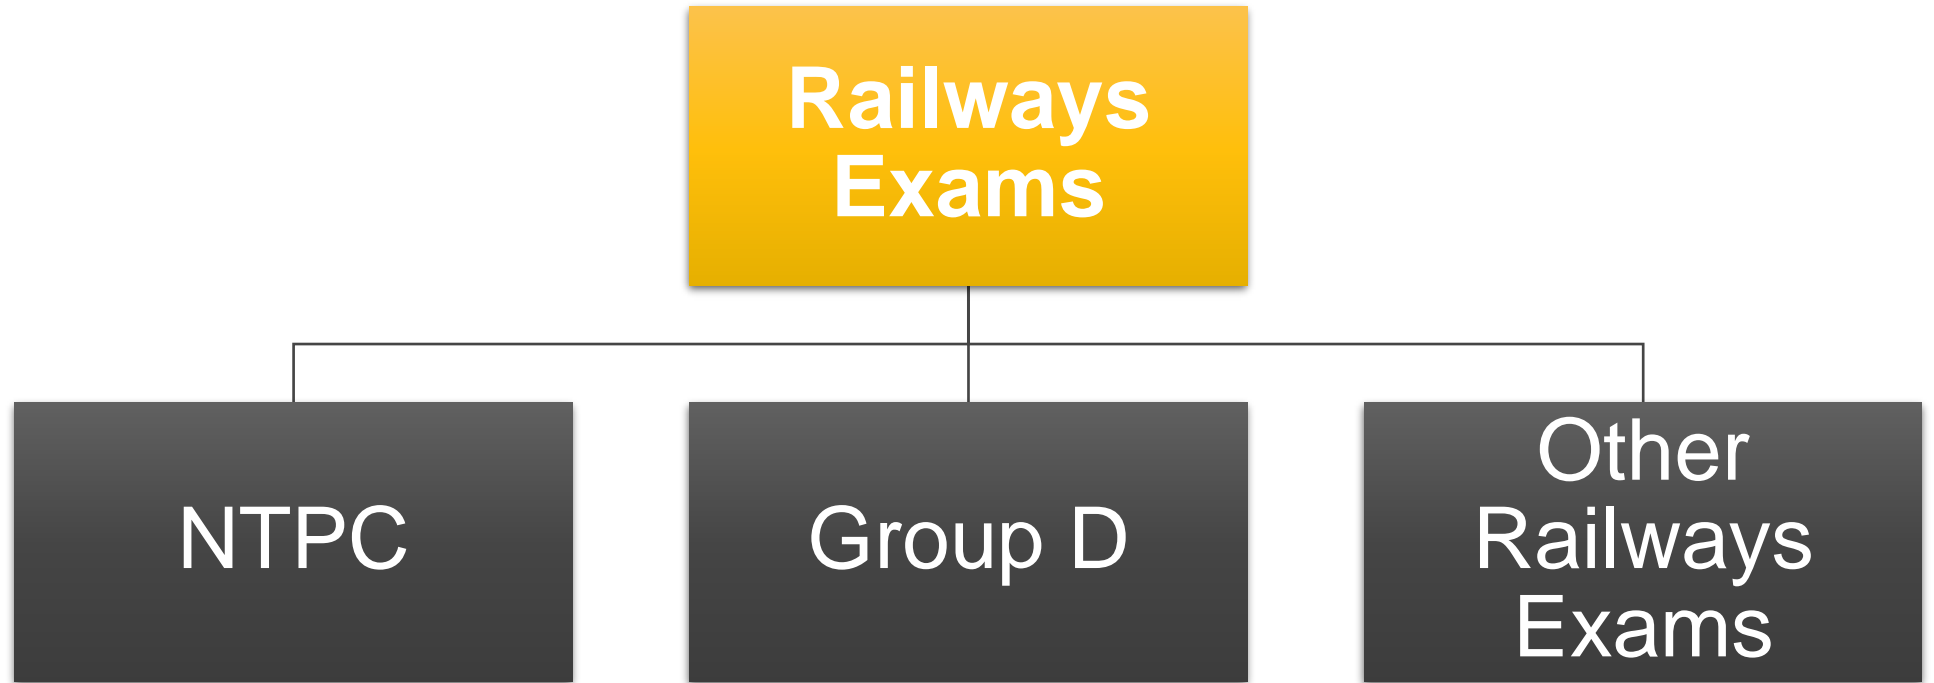 Railways
Exams
NTPC
Group D
Other
Railways
Exams